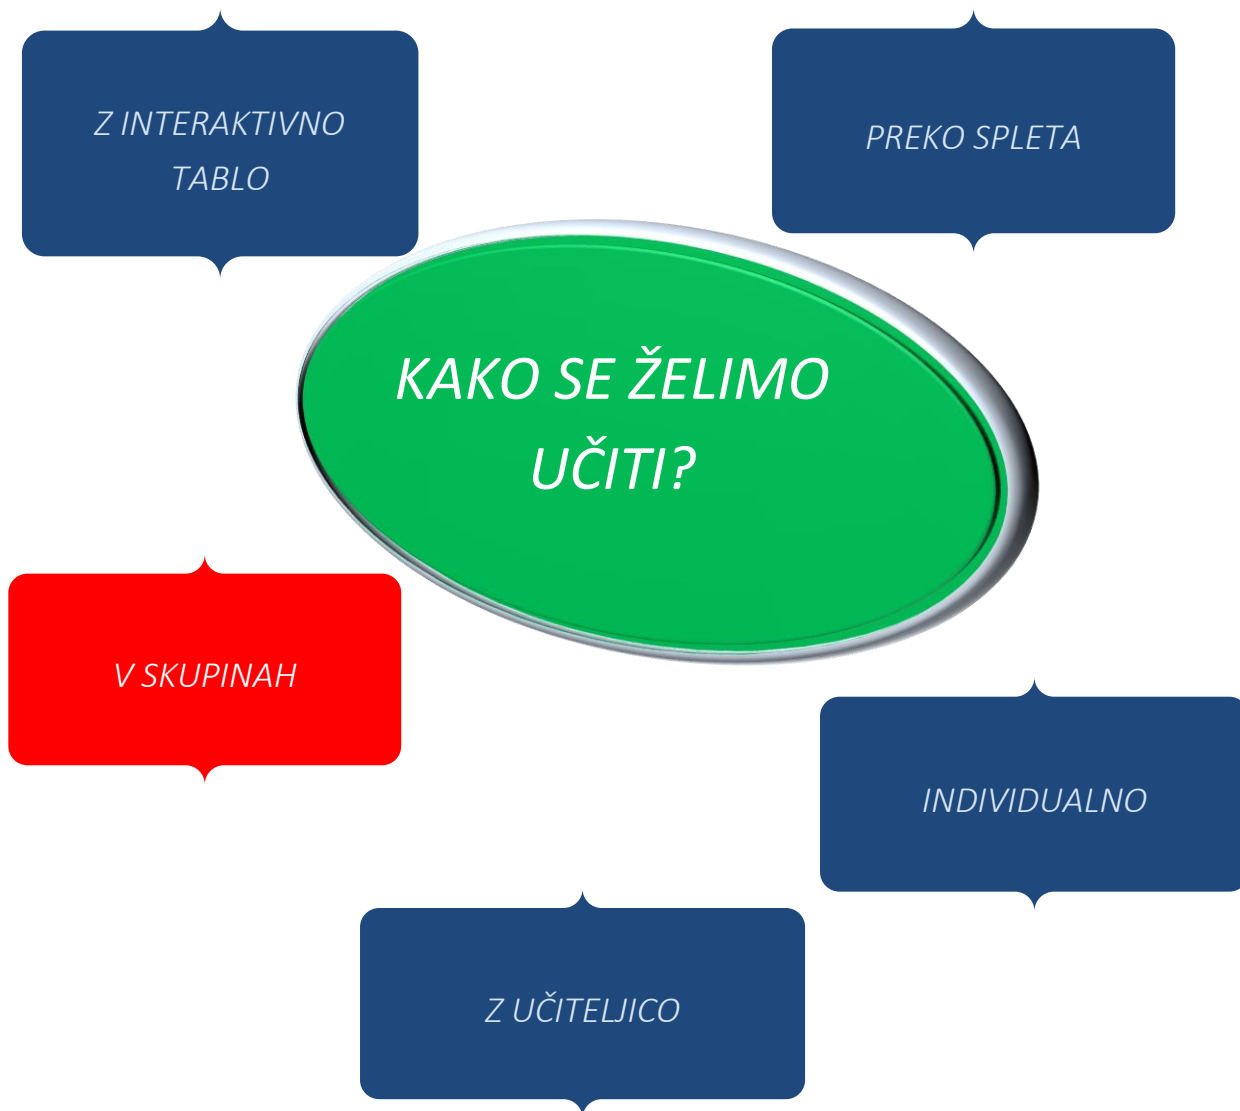 Z INTERAKTIVNO
TABLO
PREKO SPLETA
KAKO SE ŽELIMO
UČITI?
V SKUPINAH
INDIVIDUALNO
Z UČITELJICO